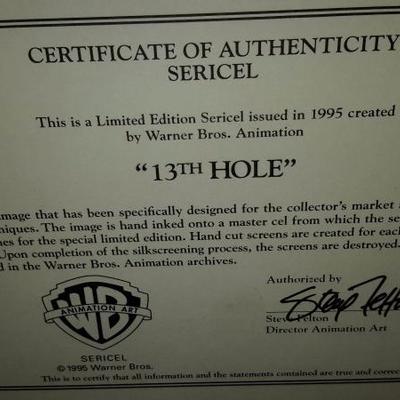 CERTIFICATE OF AUTHENTICITY
SERICEL
This is a Limited Edition Sericel issued in 1995 created
by Warner Bros. Animation
"13TH HOLE"
image that has been specifically designed for the collector's market
niques. The image is hand inked onto a master cel from which the se
es for the special limited edition. Hand cut screens are created for each
Upon completion of the silkscreening process, the screens are destroyed.
d in the Warner Bros. Animation archives.
Authorized by
WB
ANIMATION ART
Steve Felton
Director Animation Art
SERICEL
©1995 Warner Bros.
This is to certify that all information and the statements contained are true and correc